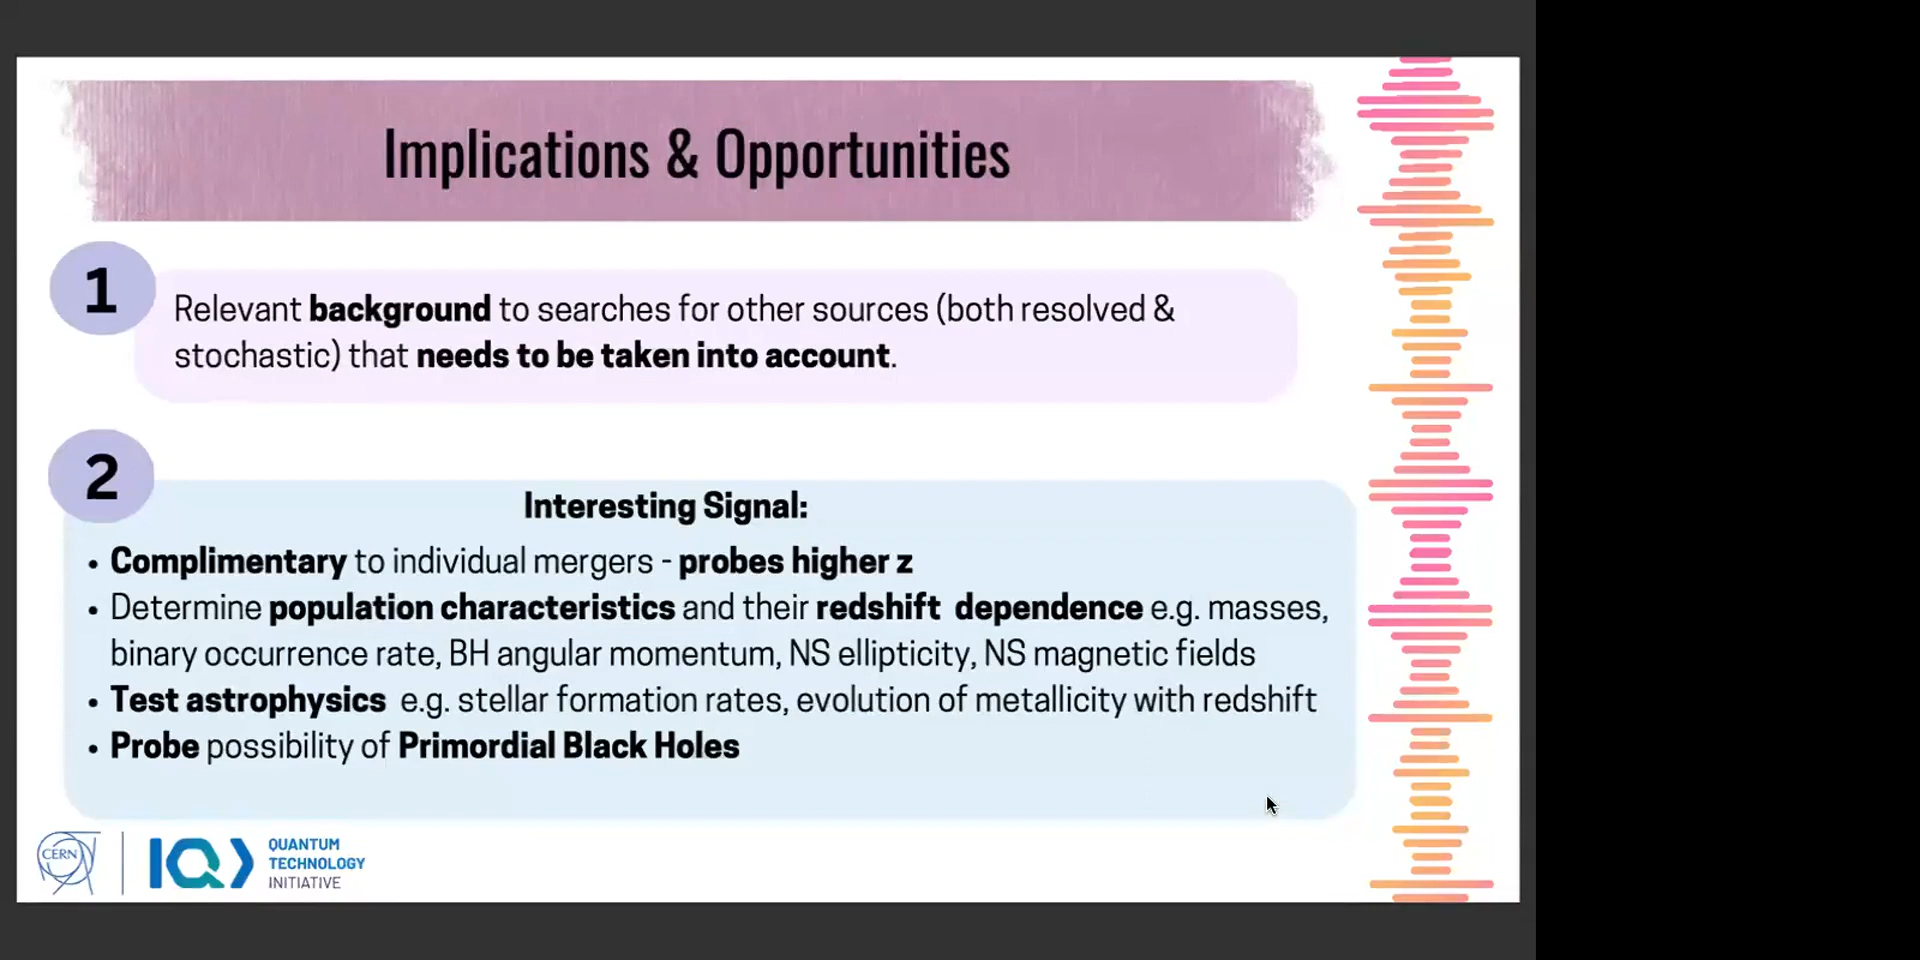 Implications & Opportunities
1
Relevant background to searches for other sources (both resolved &
stochastic) that needs to be taken into account.
2
Interesting Signal:
• Complimentary to individual mergers - probes higher z
• Determine population characteristics and their redshift dependence e.g. masses,
binary occurrence rate, BH angular momentum, NS ellipticity, NS magnetic fields
• Test astrophysics e.g. stellar formation rates, evolution of metallicity with redshift
• Probe possibility of Primordial Black Holes
CERN
QUANTUM
TECHNOLOGY
INITIATIVE